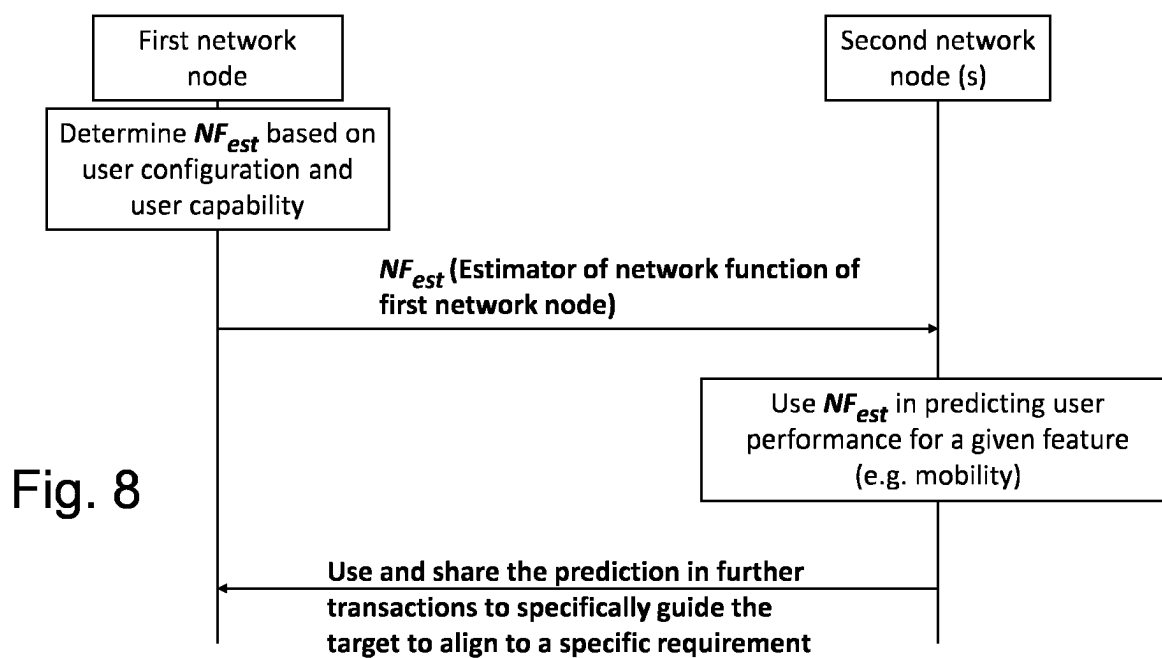 First network
node
Second network
node (s)
Determine NFest based on
user configuration and
user capability
NFest (Estimator of network function of
first network node)
Use NFest in predicting user
performance for a given feature
(e.g. mobility)
Fig. 8
Use and share the prediction in further
transactions to specifically guide the
target to align to a specific requirement